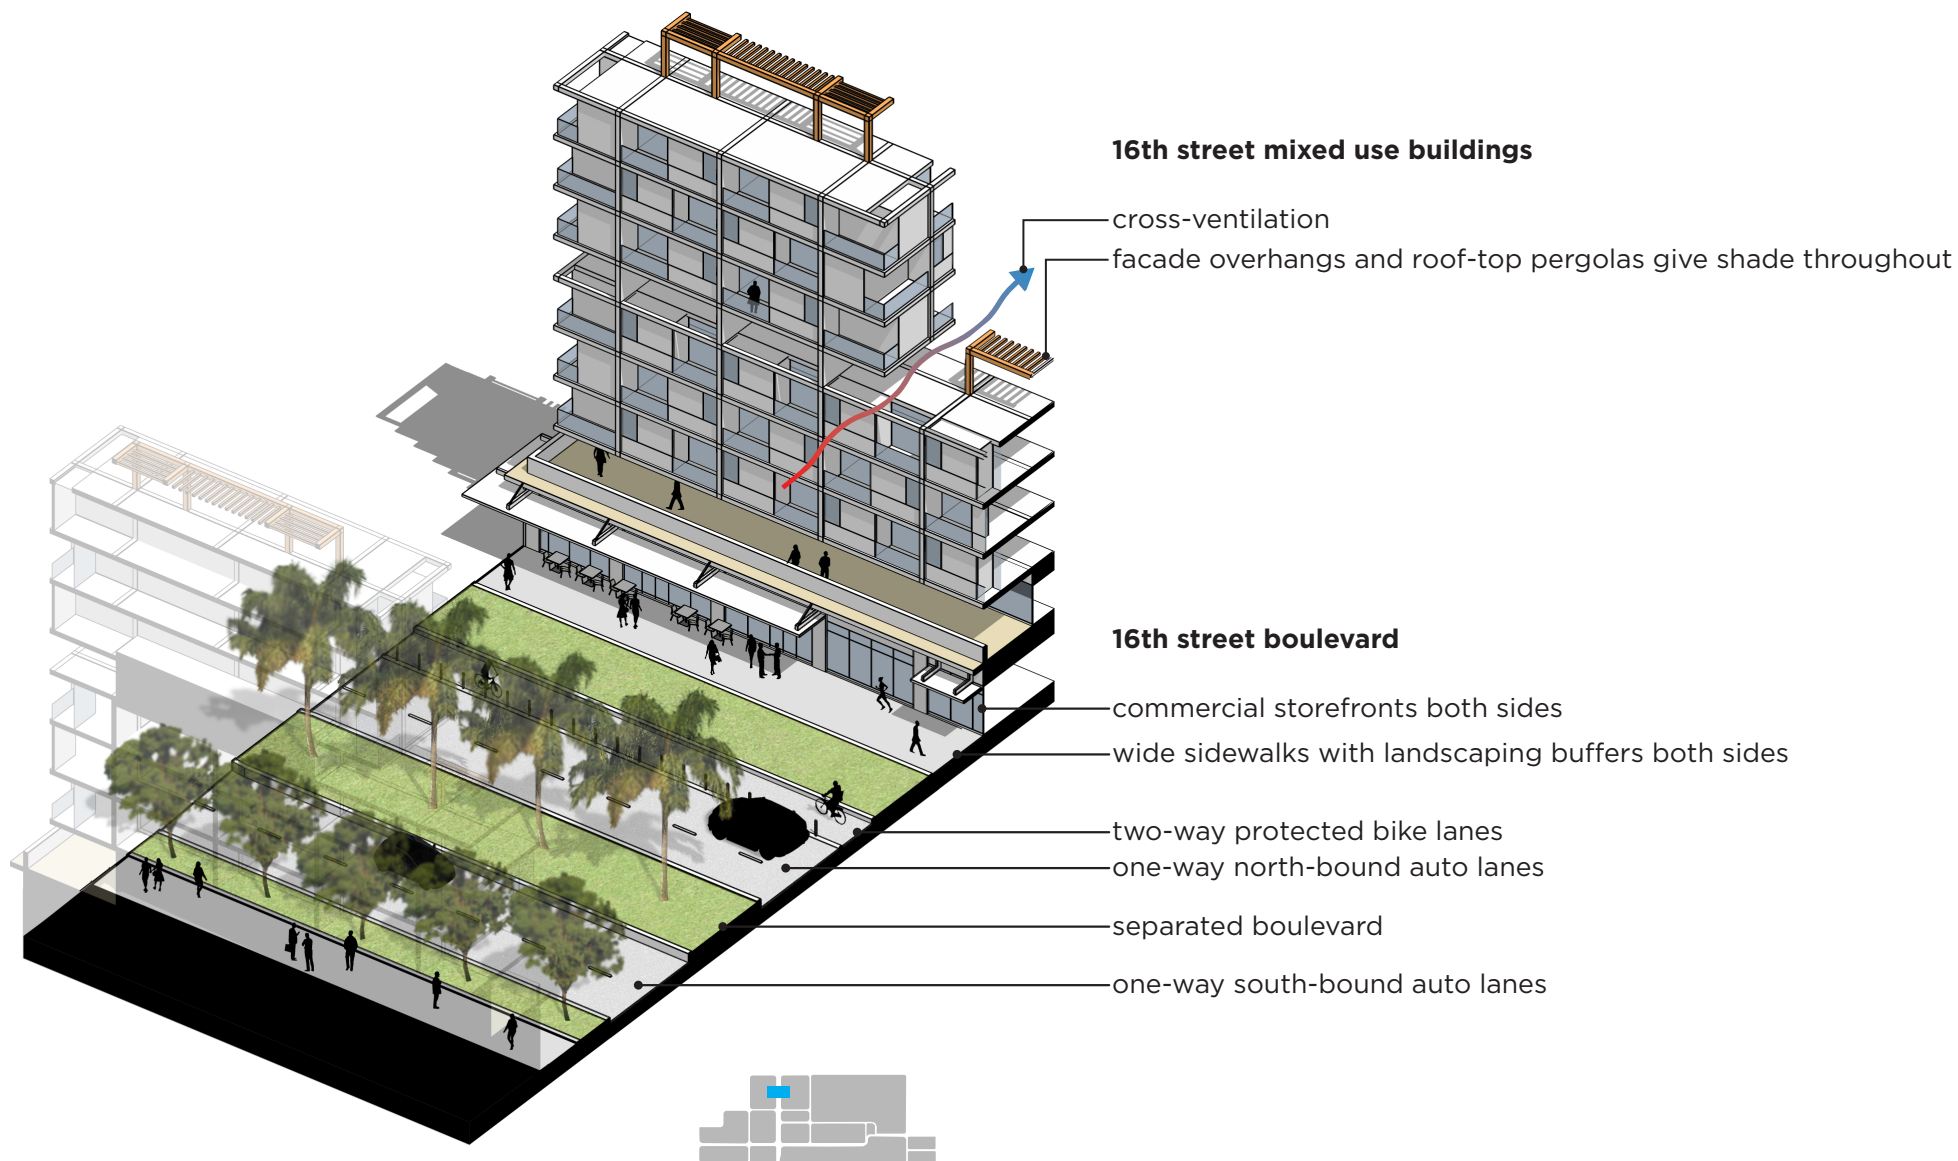 16th street mixed use buildings
cross-ventilation
facade overhangs and roof-top pergolas give shade throughout
16th street boulevard
commercial storefronts both sides
wide sidewalks with landscaping buffers both sides
two-way protected bike lanes
one-way north-bound auto lanes
separated boulevard
one-way south-bound auto lanes